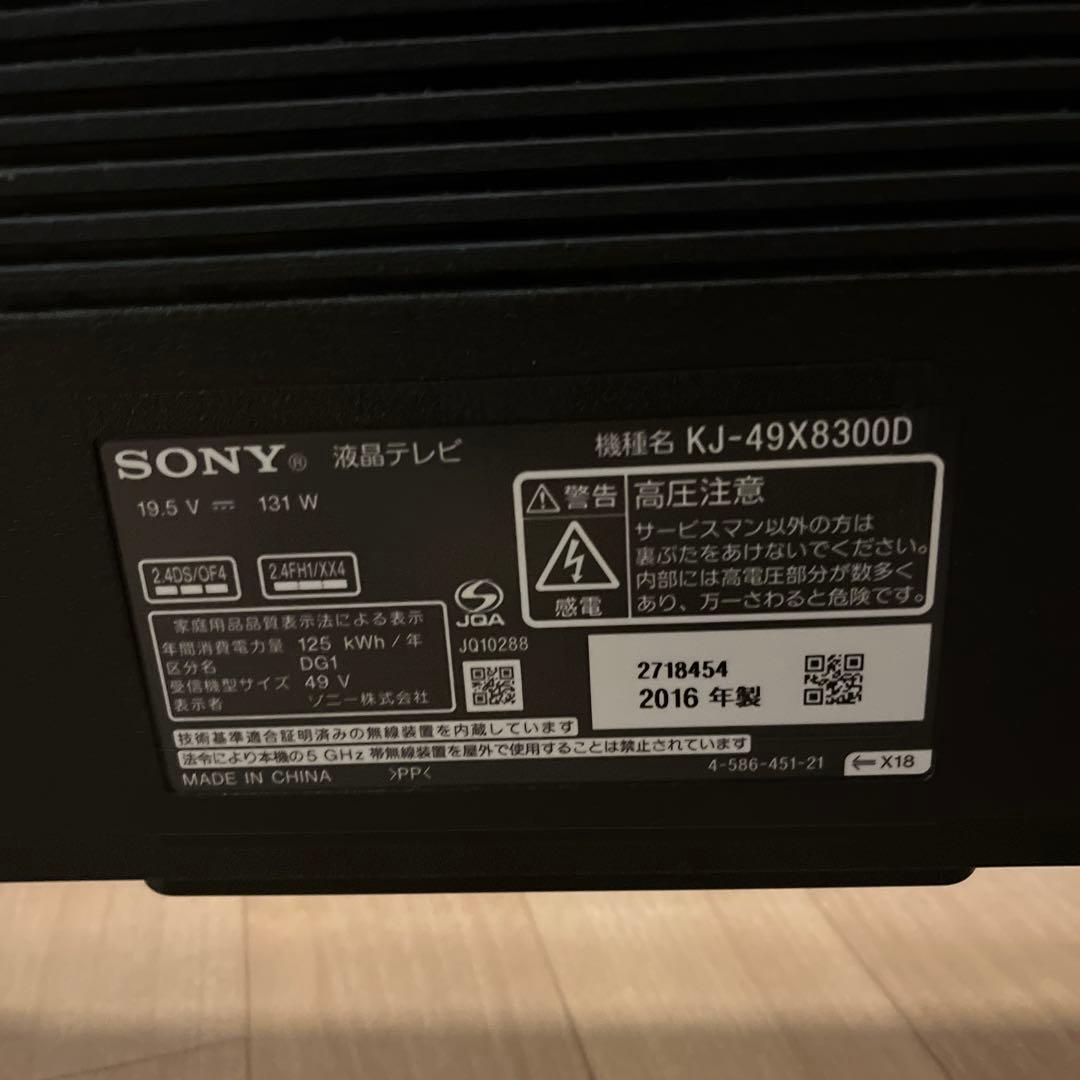 SONY® 液晶テレビ
機種名 KJ-49X8300D
19.5 V ⎓ 131 W
2.4DS/OF4
2.4FH1/XX4
警告
感電
高圧注意
サービスマン以外の方は
裏ぶたをあけないでください。
内部には高電圧部分が数多く
あり、万一さわると危険です。
家庭用品品質表示法による表示
年間消費電力量 125 kWh / 年
区分名 DG1
受信機型サイズ 49 V
表示者 ソニー株式会社
JQA
JQ10288
2718454
2016 年製
技術基準適合証明済みの無線装置を内蔵しています
法令により本機の5 GHz 帯無線装置を屋外で使用することは禁止されています
MADE IN CHINA >PP<
4-586-451-21
←X18